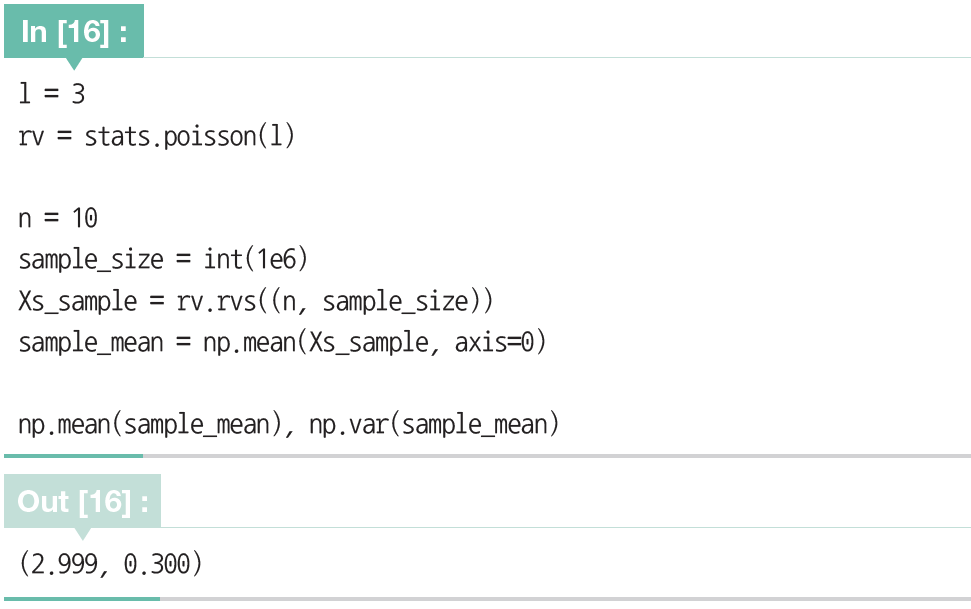 In [16] :
l = 3
rv = stats.poisson(l)
n = 10
sample_size = int(1e6)
Xs_sample = rv.rvs((n, sample_size))
sample_mean = np.mean(Xs_sample, axis=0)
np.mean(sample_mean), np.var(sample_mean)
Out [16] :
(2.999, 0.300)